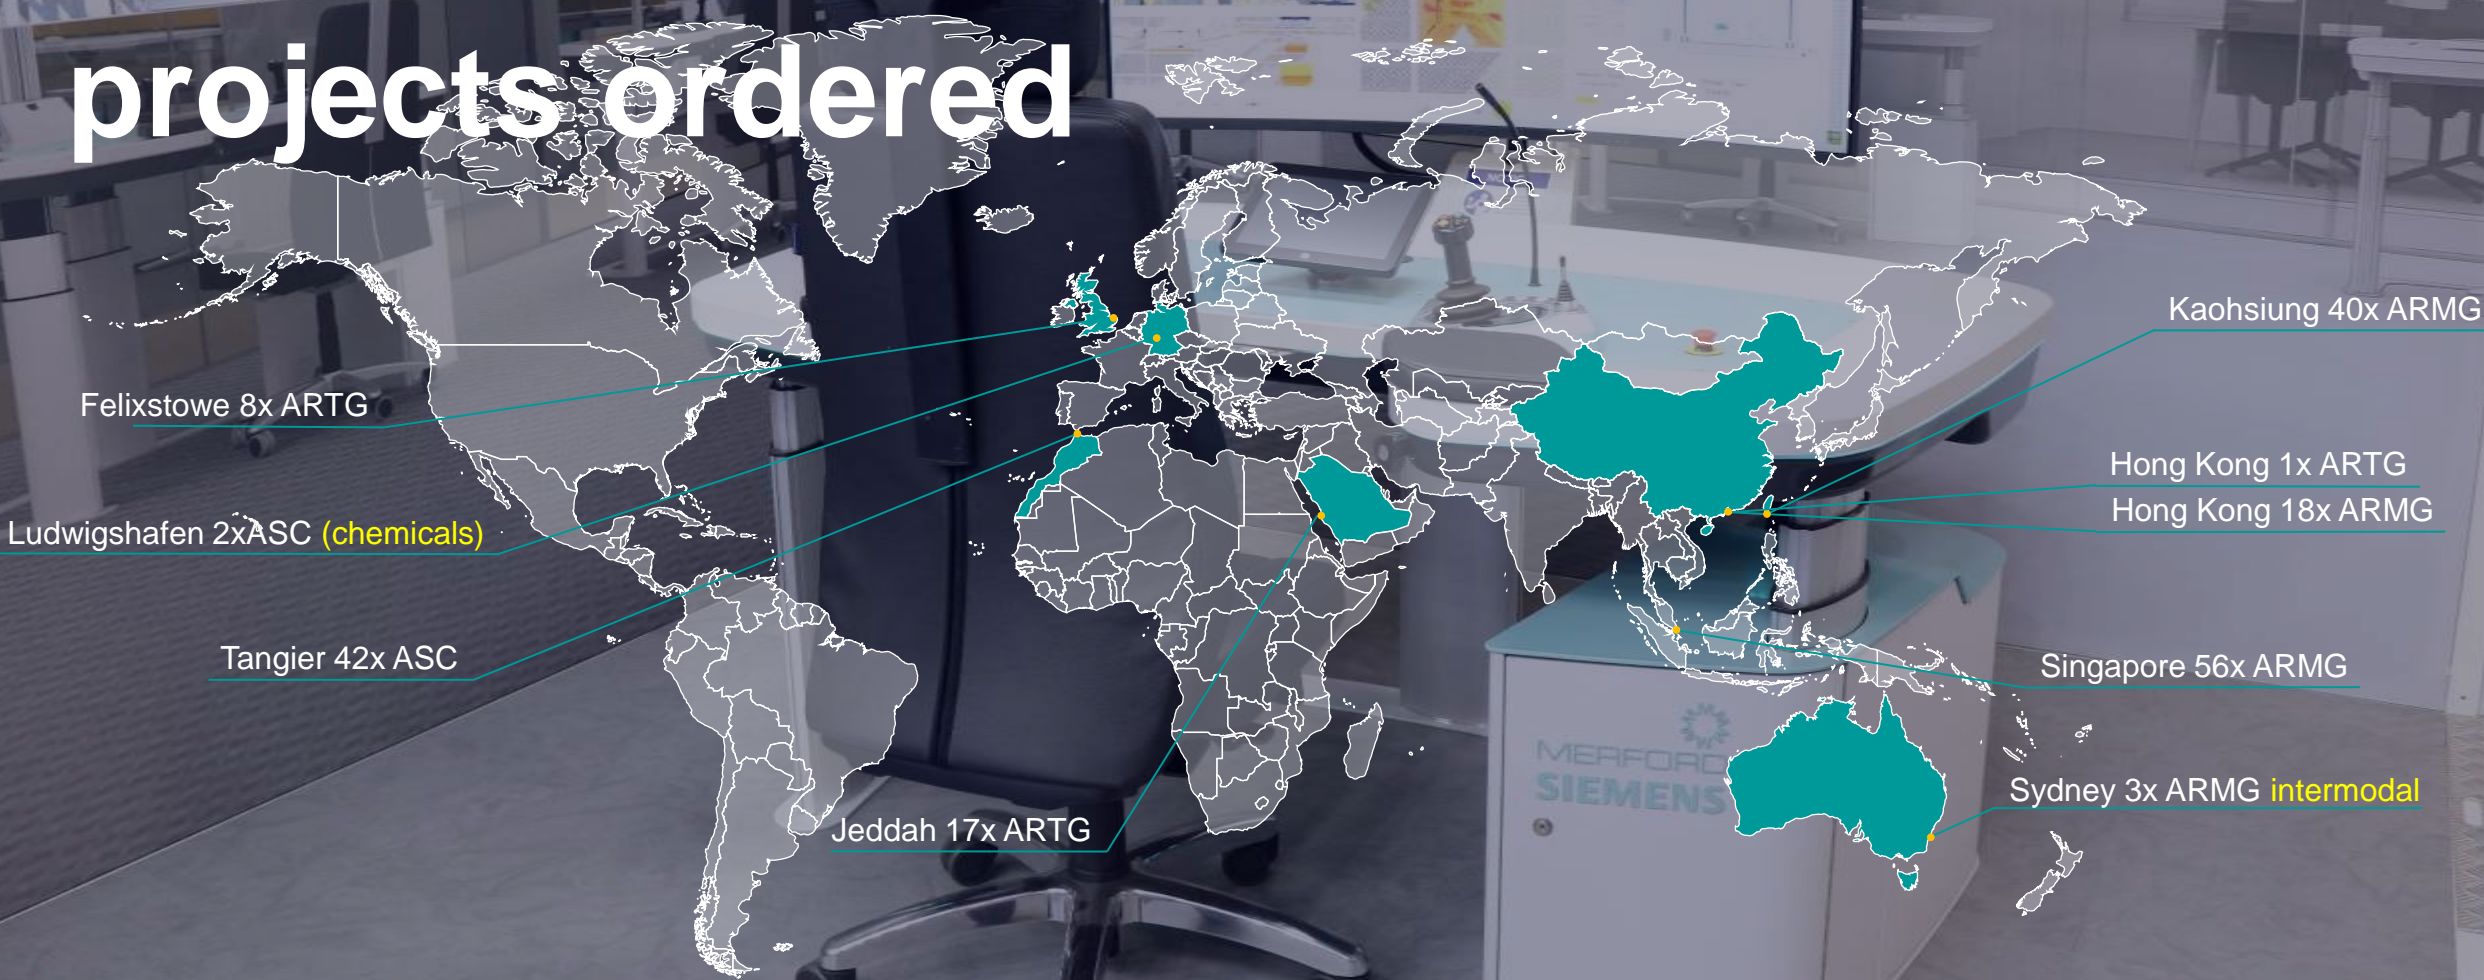 projects ordered
Kaohsiung 40x ARMG
Felixstowe 8x ARTG
Hong Kong 1x ARTG
Hong Kong 18x ARMG
Ludwigshafen 2xASC (chemicals)
Tangier 42x ASC
Singapore 56x ARMG
Sydney 3x ARMG intermodal
Jeddah 17x ARTG
MERFORD
SIEMENS